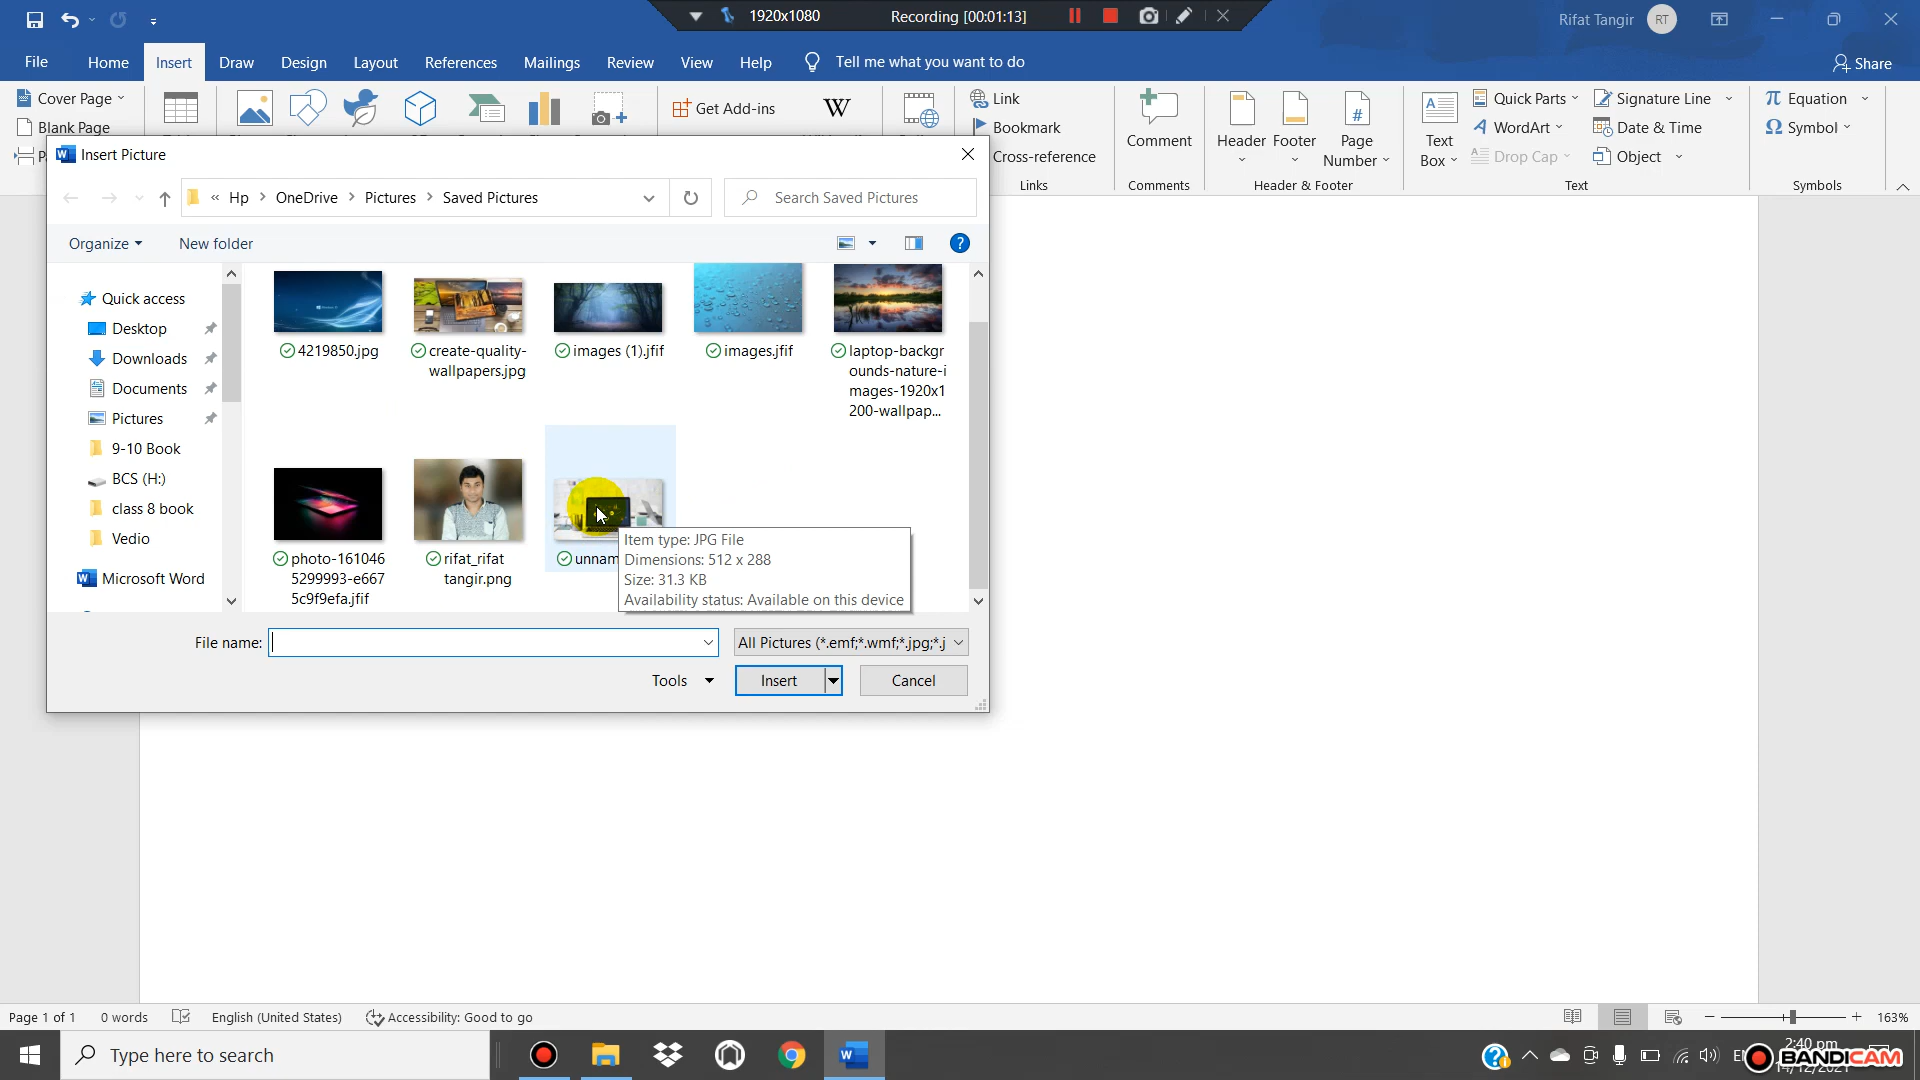 1920x1080
Recording [00:01:13]
Rifat Tangir
RT
File
Home
Insert
Draw
Design
Layout
References
Mailings
Review
View
Help
Tell me what you want to do
Share
Cover Page
Blank Page
Get Add-ins
W
Link
Bookmark
Cross-reference
Links
Comment
Comments
Header
Footer
Page
Number
Header & Footer
Text
Box
Quick Parts
WordArt
Drop Cap
Signature Line
Date & Time
Object
Text
Equation
Symbol
Symbols
Insert Picture
« Hp > OneDrive > Pictures > Saved Pictures
Search Saved Pictures
Organize
New folder
Quick access
Desktop
Downloads
Documents
Pictures
9-10 Book
BCS (H:)
class 8 book
Vedio
Microsoft Word
4219850.jpg
create-quality-
wallpapers.jpg
images (1).jfif
images.jfif
laptop-backgr
ounds-nature-i
mages-1920x1
200-wallpap...
photo-161046
5299993-e667
5c9f9efa.jfif
rifat_rifat
tangir.png
unnam
Item type: JPG File
Dimensions: 512 x 288
Size: 31.3 KB
Availability status: Available on this device
File name:
All Pictures (*.emf;*.wmf;*.jpg;*.j
Tools
Insert
Cancel
Page 1 of 1
0 words
English (United States)
Accessibility: Good to go
163%
Type here to search
2:40 pm
BANDICAM